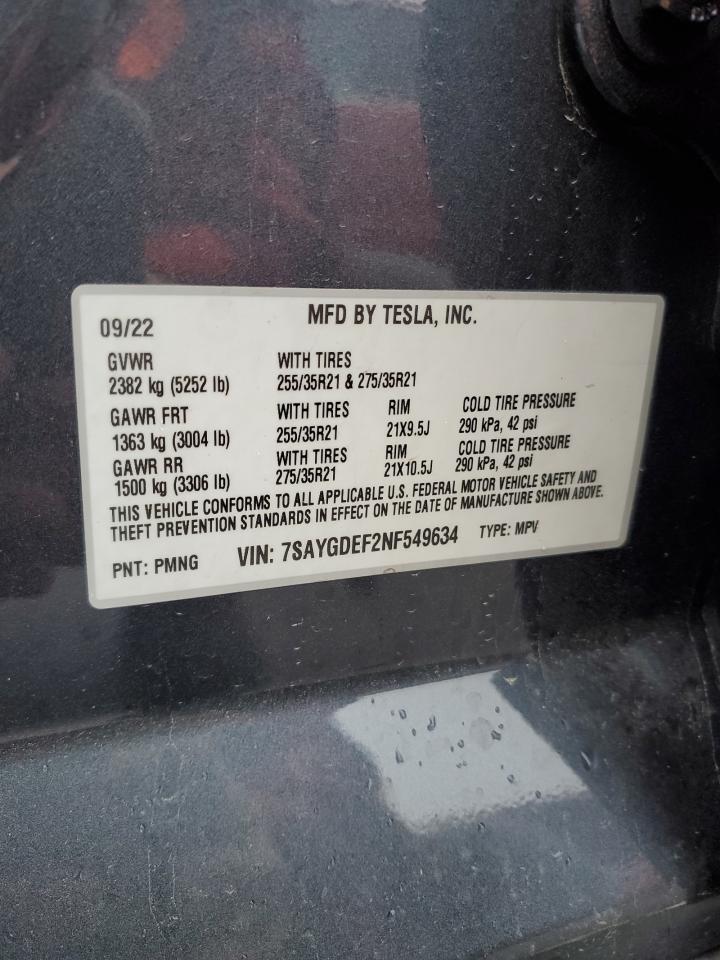 09/22 MFD BY TESLA, INC.
GVWR WITH TIRES
2382 kg (5252 lb) 255/35R21 & 275/35R21
GAWR FRT WITH TIRES RIM COLD TIRE PRESSURE
1363 kg (3004 lb) 255/35R21 21X9.5J 290 kPa, 42 psi
GAWR RR WITH TIRES RIM COLD TIRE PRESSURE
1500 kg (3306 lb) 275/35R21 21X10.5J 290 kPa, 42 psi
THIS VEHICLE CONFORMS TO ALL APPLICABLE U.S. FEDERAL MOTOR VEHICLE SAFETY AND
THEFT PREVENTION STANDARDS IN EFFECT ON THE DATE OF MANUFACTURE SHOWN ABOVE.
PNT: PMNG VIN: 7SAYGDEF2NF549634 TYPE: MPV